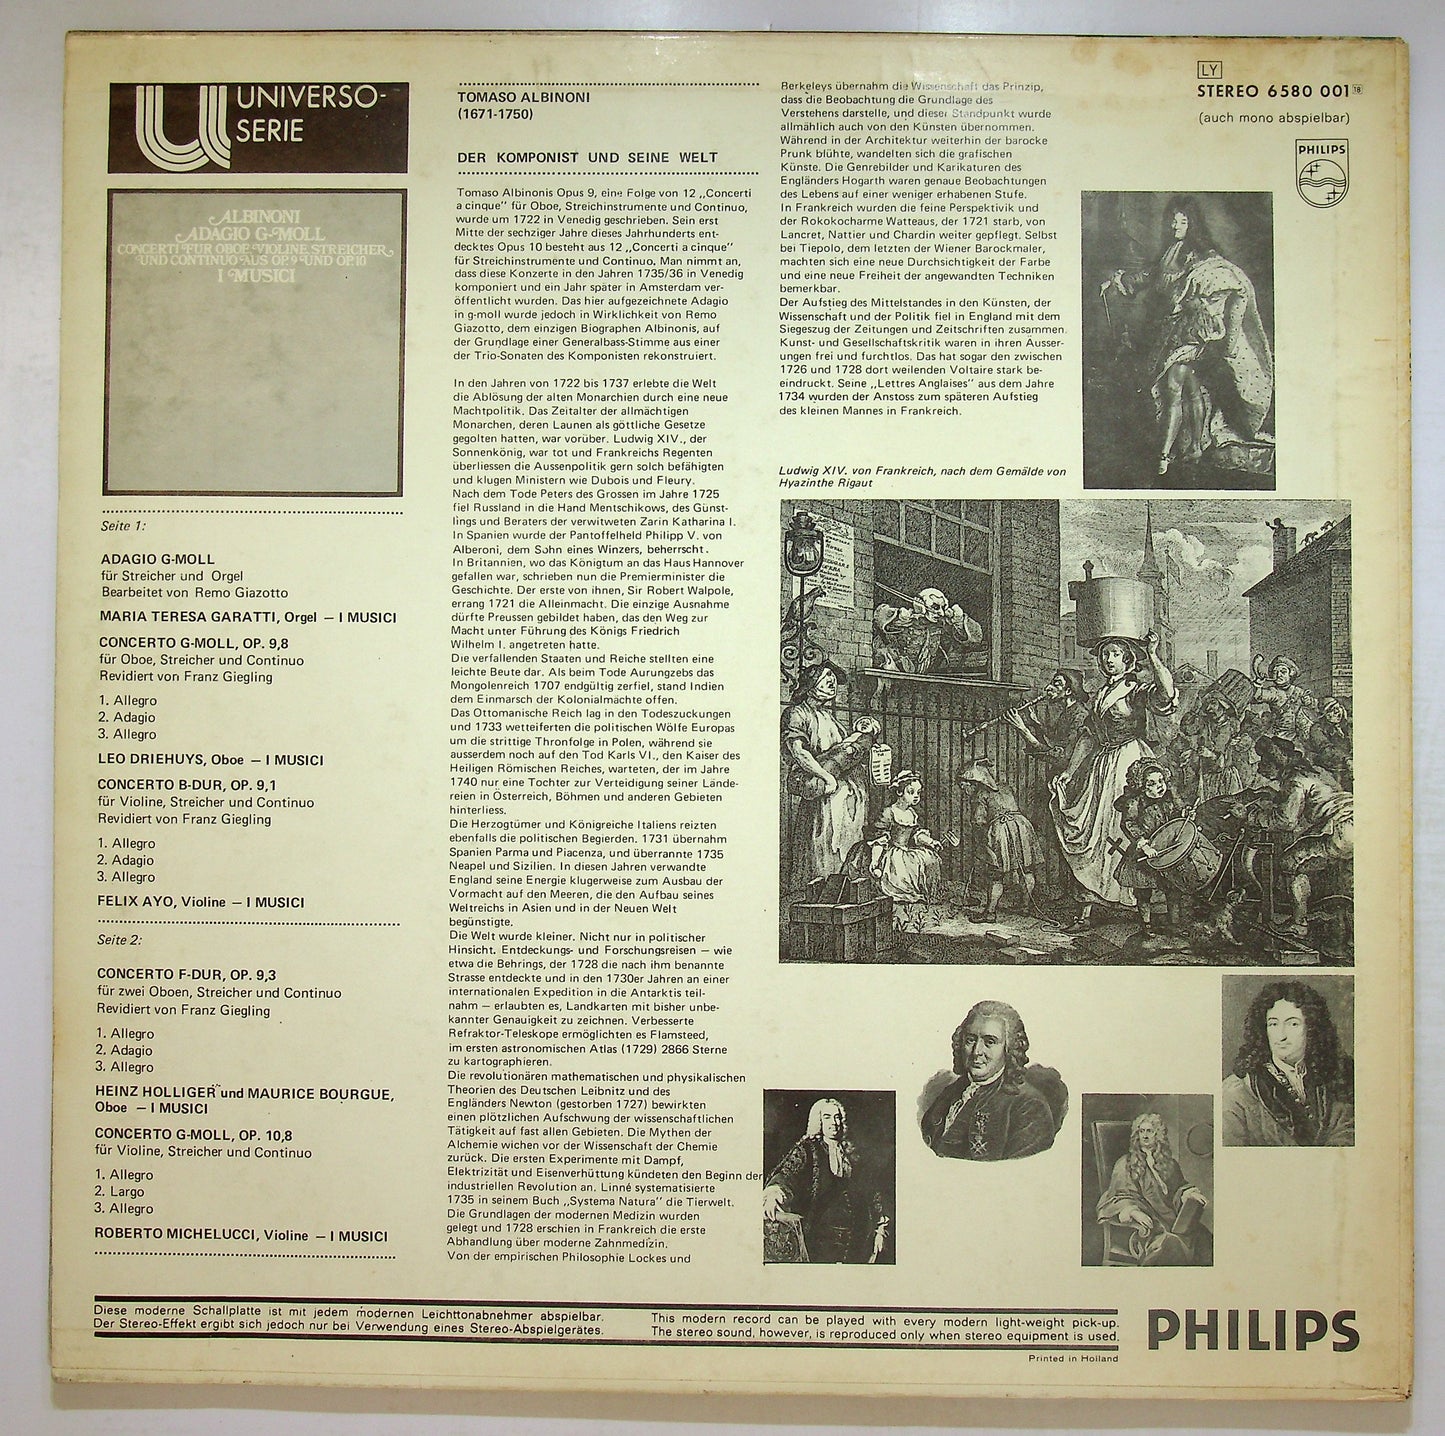 UNIVERSO-
SERIE
ALBINONI
ADAGIO G-MOLL
CONCERTI FÜR OBOE, VIOLINE, STREICHER
UND CONTINUO AUS OP. 9 UND OP. 10
I MUSICI
Seite 1:
ADAGIO G-MOLL
für Streicher und Orgel
Bearbeitet von Remo Giazotto
MARIA TERESA GARATTI, Orgel – I MUSICI
CONCERTO G-MOLL, OP. 9,8
für Oboe, Streicher und Continuo
Revidiert von Franz Giegling
1. Allegro
2. Adagio
3. Allegro
LEO DRIEHUYS, Oboe – I MUSICI
CONCERTO B-DUR, OP. 9,1
für Violine, Streicher und Continuo
Revidiert von Franz Giegling
1. Allegro
2. Adagio
3. Allegro
FELIX AYO, Violine – I MUSICI
Seite 2:
CONCERTO F-DUR, OP. 9,3
für zwei Oboen, Streicher und Continuo
Revidiert von Franz Giegling
1. Allegro
2. Adagio
3. Allegro
HEINZ HOLLIGER und MAURICE BOURGUE,
Oboe – I MUSICI
CONCERTO G-MOLL, OP. 10,8
für Violine, Streicher und Continuo
1. Allegro
2. Largo
3. Allegro
ROBERTO MICHELUCCI, Violine – I MUSICI
TOMASO ALBINONI
(1671-1750)
DER KOMPONIST UND SEINE WELT
Tomaso Albinonis Opus 9, eine Folge von 12 „Concerti
a cinque” für Oboe, Streichinstrumente und Continuo,
wurde um 1722 in Venedig geschrieben. Sein erst
Mitte der sechziger Jahre dieses Jahrhunderts ent-
decktes Opus 10 besteht aus 12 „Concerti a cinque”
für Streichinstrumente und Continuo. Man nimmt an,
dass diese Konzerte in den Jahren 1735/36 in Venedig
komponiert und ein Jahr später in Amsterdam ver-
öffentlicht wurden. Das hier aufgezeichnete Adagio
in g-moll wurde jedoch in Wirklichkeit von Remo
Giazotto, dem einzigen Biographen Albinonis, auf
der Grundlage einer Generalbass-Stimme aus einer
der Trio-Sonaten des Komponisten rekonstruiert.
In den Jahren von 1722 bis 1737 erlebte die Welt
die Ablösung der alten Monarchien durch eine neue
Machtpolitik. Das Zeitalter der allmächtigen
Monarchen, deren Launen als göttliche Gesetze
gegolten hatten, war vorüber. Ludwig XIV., der
Sonnenkönig, war tot und Frankreichs Regenten
überliessen die Aussenpolitik gern solch befähigten
und klugen Ministern wie Dubois und Fleury.
Nach dem Tode Peters des Grossen im Jahre 1725
fiel Russland in die Hand Mentschikows, des Günst-
lings und Beraters der verwitweten Zarin Katharina I.
In Spanien wurde der Pantoffelheld Philipp V. von
Alberoni, dem Sohn eines Winzers, beherrscht.
In Britannien, wo das Königtum an das Haus Hannover
gefallen war, schrieben nun die Premierminister die
Geschichte. Der erste von ihnen, Sir Robert Walpole,
errang 1721 die Alleinmacht. Die einzige Ausnahme
dürfte Preussen gebildet haben, das den Weg zur
Macht unter Führung des Königs Friedrich
Wilhelm I. angetreten hatte.
Die verfallenden Staaten und Reiche stellten eine
leichte Beute dar. Als beim Tode Aurungzebs das
Mongolenreich 1707 endgültig zerfiel, stand Indien
dem Einmarsch der Kolonialmächte offen.
Das Ottomanische Reich lag in den Todeszuckungen
und 1733 wetteiferten die politischen Wölfe Europas
um die strittige Thronfolge in Polen, während sie
ausserdem noch auf den Tod Karls VI., den Kaiser des
Heiligen Römischen Reiches, warteten, der im Jahre
1740 nur eine Tochter zur Verteidigung seiner Lände-
reien in Österreich, Böhmen und anderen Gebieten
hinterliess.
Die Herzogtümer und Königreiche Italiens reizten
ebenfalls die politischen Begierden. 1731 übernahm
Spanien Parma und Piacenza, und überrannte 1735
Neapel und Sizilien. In diesen Jahren verwandte
England seine Energie klugerweise zum Ausbau der
Vormacht auf den Meeren, die den Aufbau seines
Weltreichs in Asien und in der Neuen Welt
begünstigte.
Die Welt wurde kleiner. Nicht nur in politischer
Hinsicht. Entdeckungs- und Forschungsreisen – wie
etwa die Behrings, der 1728 die nach ihm benannte
Strasse entdeckte und in den 1730er Jahren an einer
internationalen Expedition in die Antarktis teil-
nahm – erlaubten es, Landkarten mit bisher unbe-
kannter Genauigkeit zu zeichnen. Verbesserte
Refraktor-Teleskope ermöglichten es Flamsteed,
im ersten astronomischen Atlas (1729) 2866 Sterne
zu kartographieren.
Die revolutionären mathematischen und physikalischen
Theorien des Deutschen Leibnitz und des
Engländers Newton (gestorben 1727) bewirkten
einen plötzlichen Aufschwung der wissenschaftlichen
Tätigkeit auf fast allen Gebieten. Die Mythen der
Alchemie wichen vor der Wissenschaft der Chemie
zurück. Die ersten Experimente mit Dampf,
Elektrizität und Eisenverhüttung kündeten den Beginn der
industriellen Revolution an. Linné systematisierte
1735 in seinem Buch „Systema Natura” die Tierwelt.
Die Grundlagen der modernen Medizin wurden
gelegt und 1728 erschien in Frankreich die erste
Abhandlung über moderne Zahnmedizin.
Von der empirischen Philosophie Lockes und
Berkeleys übernahm die Wissenschaft das Prinzip,
dass die Beobachtung die Grundlage des
Verstehens darstelle, und dieser Standpunkt wurde
allmählich auch von den Künsten übernommen.
Während in der Architektur weiterhin der barocke
Prunk blühte, wandelten sich die grafischen
Künste. Die Genrebilder und Karikaturen des
Engländers Hogarth waren genaue Beobachtungen
des Lebens auf einer weniger erhabenen Stufe.
In Frankreich wurden die feine Perspektivik und
der Rokokocharme Watteaus, der 1721 starb, von
Lancret, Nattier und Chardin weiter gepflegt. Selbst
bei Tiepolo, dem letzten der Wiener Barockmaler,
machten sich eine neue Durchsichtigkeit der Farbe
und eine neue Freiheit der angewandten Techniken
bemerkbar.
Der Aufstieg des Mittelstandes in den Künsten, der
Wissenschaft und der Politik fiel in England mit dem
Siegeszug der Zeitungen und Zeitschriften zusammen.
Kunst- und Gesellschaftskritik waren in ihren Äusser-
ungen frei und furchtlos. Das hat sogar den zwischen
1726 und 1728 dort weilenden Voltaire stark be-
eindruckt. Seine „Lettres Anglaises” aus dem Jahre
1734 wurden der Anstoss zum späteren Aufstieg
des kleinen Mannes in Frankreich.
Ludwig XIV. von Frankreich, nach dem Gemälde von
Hyazinthe Rigaut
LY
STEREO 6580 001 18
(auch mono abspielbar)
PHILIPS
Diese moderne Schallplatte ist mit jedem modernen Leichttonabnehmer abspielbar.
Der Stereo-Effekt ergibt sich jedoch nur bei Verwendung eines Stereo-Abspielgerätes.
This modern record can be played with every modern light-weight pick-up.
The stereo sound, however, is reproduced only when stereo equipment is used.
Printed in Holland
PHILIPS